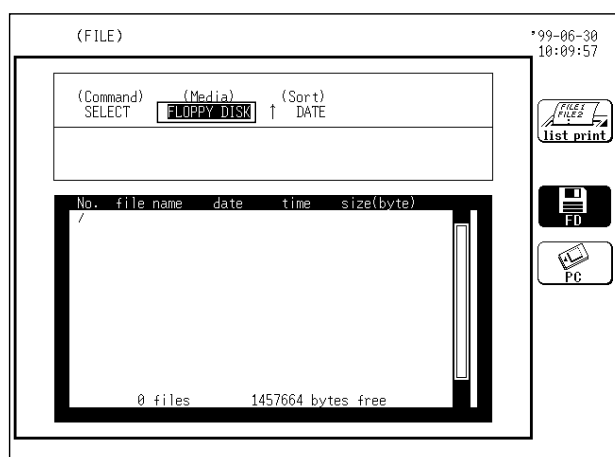 (FILE)
'99-06-30
10:09:57
(Command) (Media) (Sort)
SELECT FLOPPY DISK ↑ DATE
FILE1
FILE2
list print
No. file name date time size(byte)
/
FD
PC
0 files 1457664 bytes free